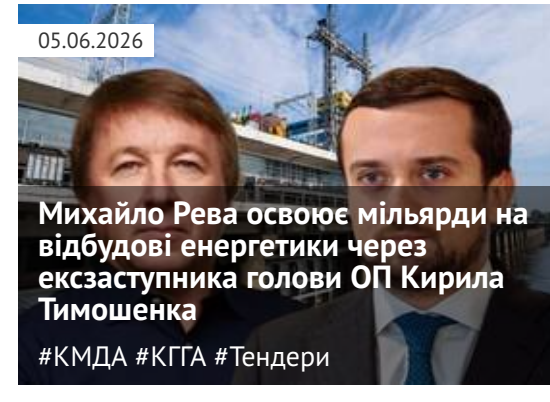 05.06.2026
Михайло Рева освоює мільярди на
відбудові енергетики через
ексзаступника голови ОП Кирила
Тимошенка
#КМДА #КГГА #Тендери